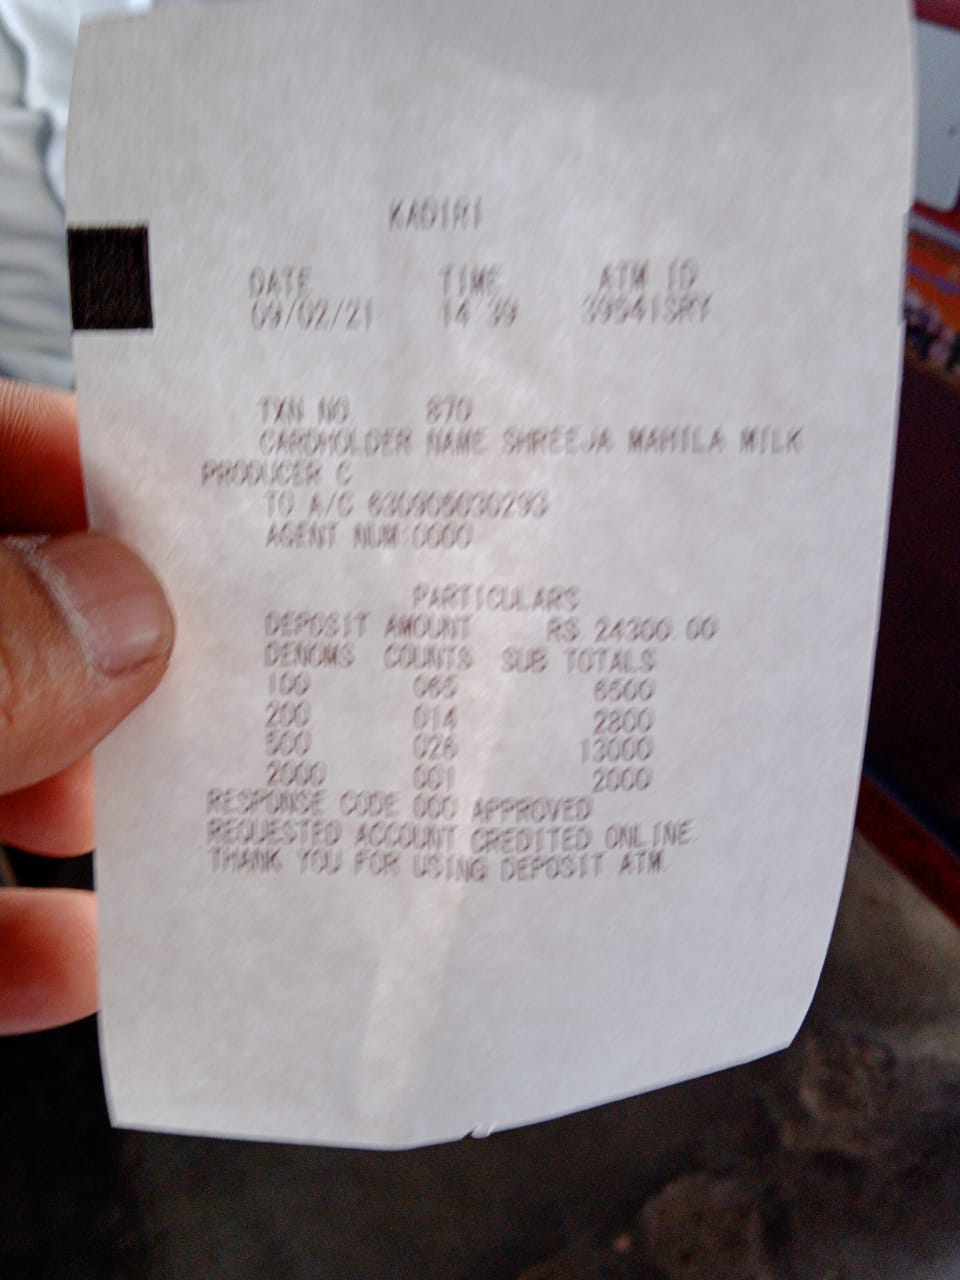 KADIRI
DATE TIME ATM ID
09/02/21 14 39 39541SRY
TXN NO. 870
CARDHOLDER NAME SHREEJA MAHILA MILK
PRODUCER C
TO A/C 630905030293
AGENT NUM:0000
PARTICULARS
DEPOSIT AMOUNT RS 24300 00
DENOMS COUNTS SUB TOTALS
100 065 6500
200 014 2800
500 026 13000
2000 001 2000
RESPONSE CODE 000 APPROVED
REQUESTED ACCOUNT CREDITED ONLINE.
THANK YOU FOR USING DEPOSIT ATM.